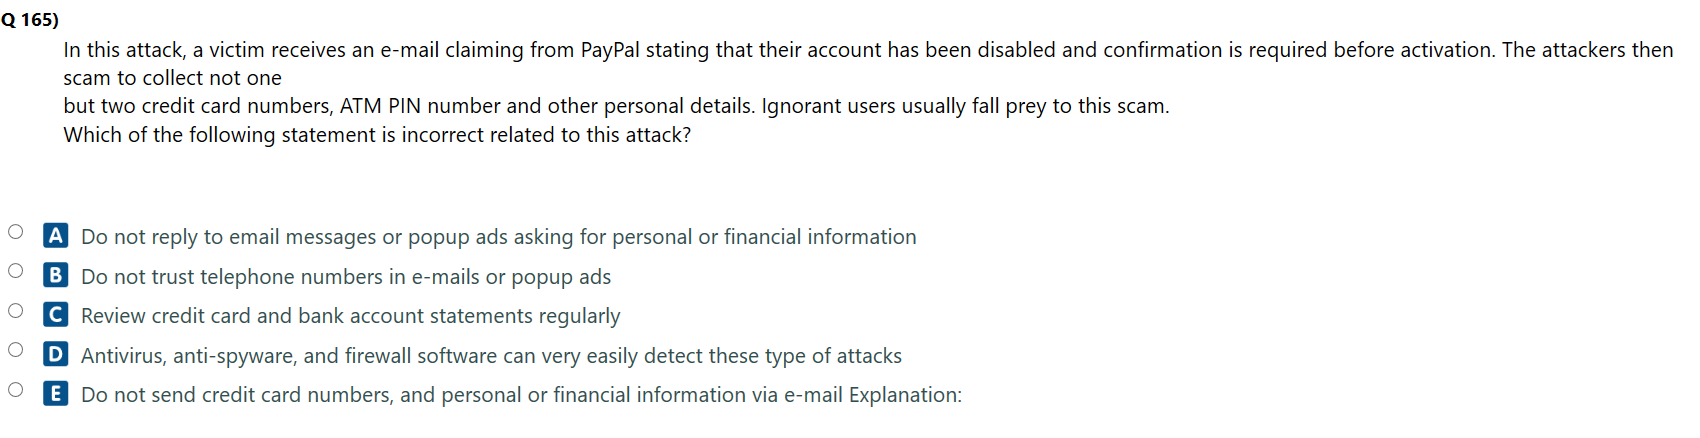 Q 165)
In this attack, a victim receives an e-mail claiming from PayPal stating that their account has been disabled and confirmation is required before activation. The attackers then
scam to collect not one
but two credit card numbers, ATM PIN number and other personal details. Ignorant users usually fall prey to this scam.
Which of the following statement is incorrect related to this attack?
A Do not reply to email messages or popup ads asking for personal or financial information
B Do not trust telephone numbers in e-mails or popup ads
C Review credit card and bank account statements regularly
D Antivirus, anti-spyware, and firewall software can very easily detect these type of attacks
E Do not send credit card numbers, and personal or financial information via e-mail Explanation: